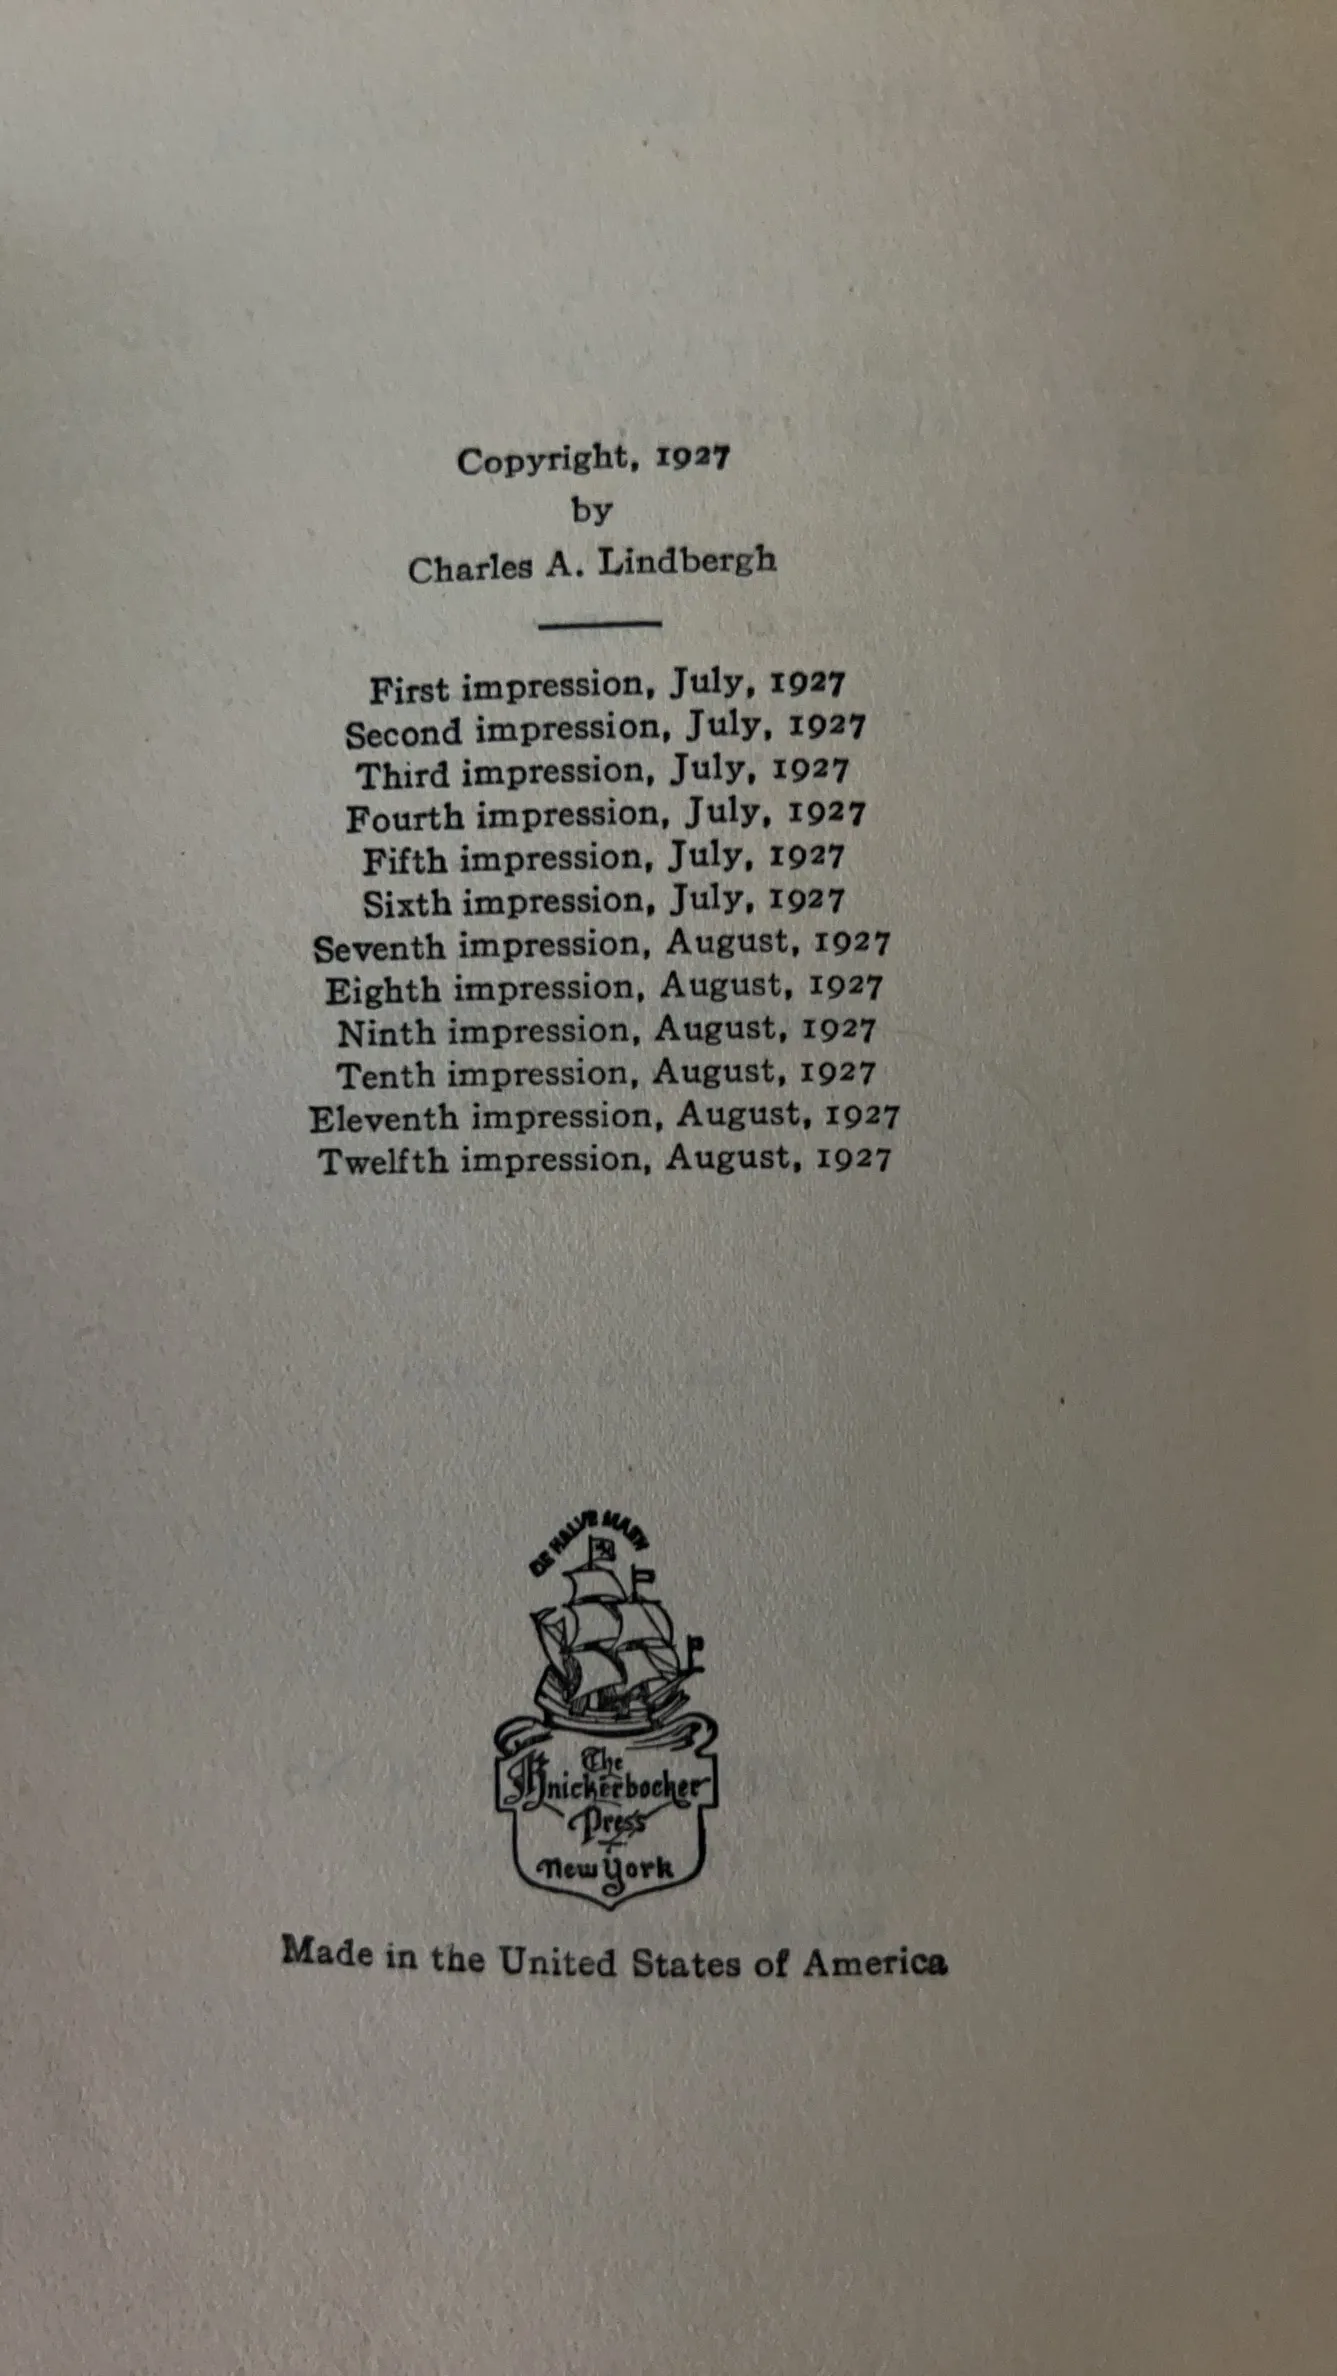 Copyright, 1927
by
Charles A. Lindbergh
First impression, July, 1927
Second impression, July, 1927
Third impression, July, 1927
Fourth impression, July, 1927
Fifth impression, July, 1927
Sixth impression, July, 1927
Seventh impression, August, 1927
Eighth impression, August, 1927
Ninth impression, August, 1927
Tenth impression, August, 1927
Eleventh impression, August, 1927
Twelfth impression, August, 1927
DE HALVE MAEN
The
Knickerbocker
Press
New York
Made in the United States of America